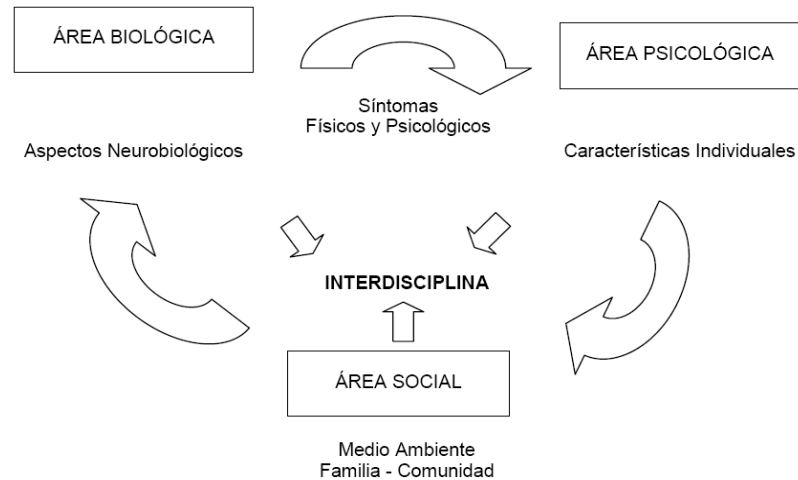 ÁREA BIOLÓGICA
ÁREA PSICOLÓGICA
Síntomas
Físicos y Psicológicos
Aspectos Neurobiológicos
Características Individuales
INTERDISCIPLINA
ÁREA SOCIAL
Medio Ambiente
Familia - Comunidad